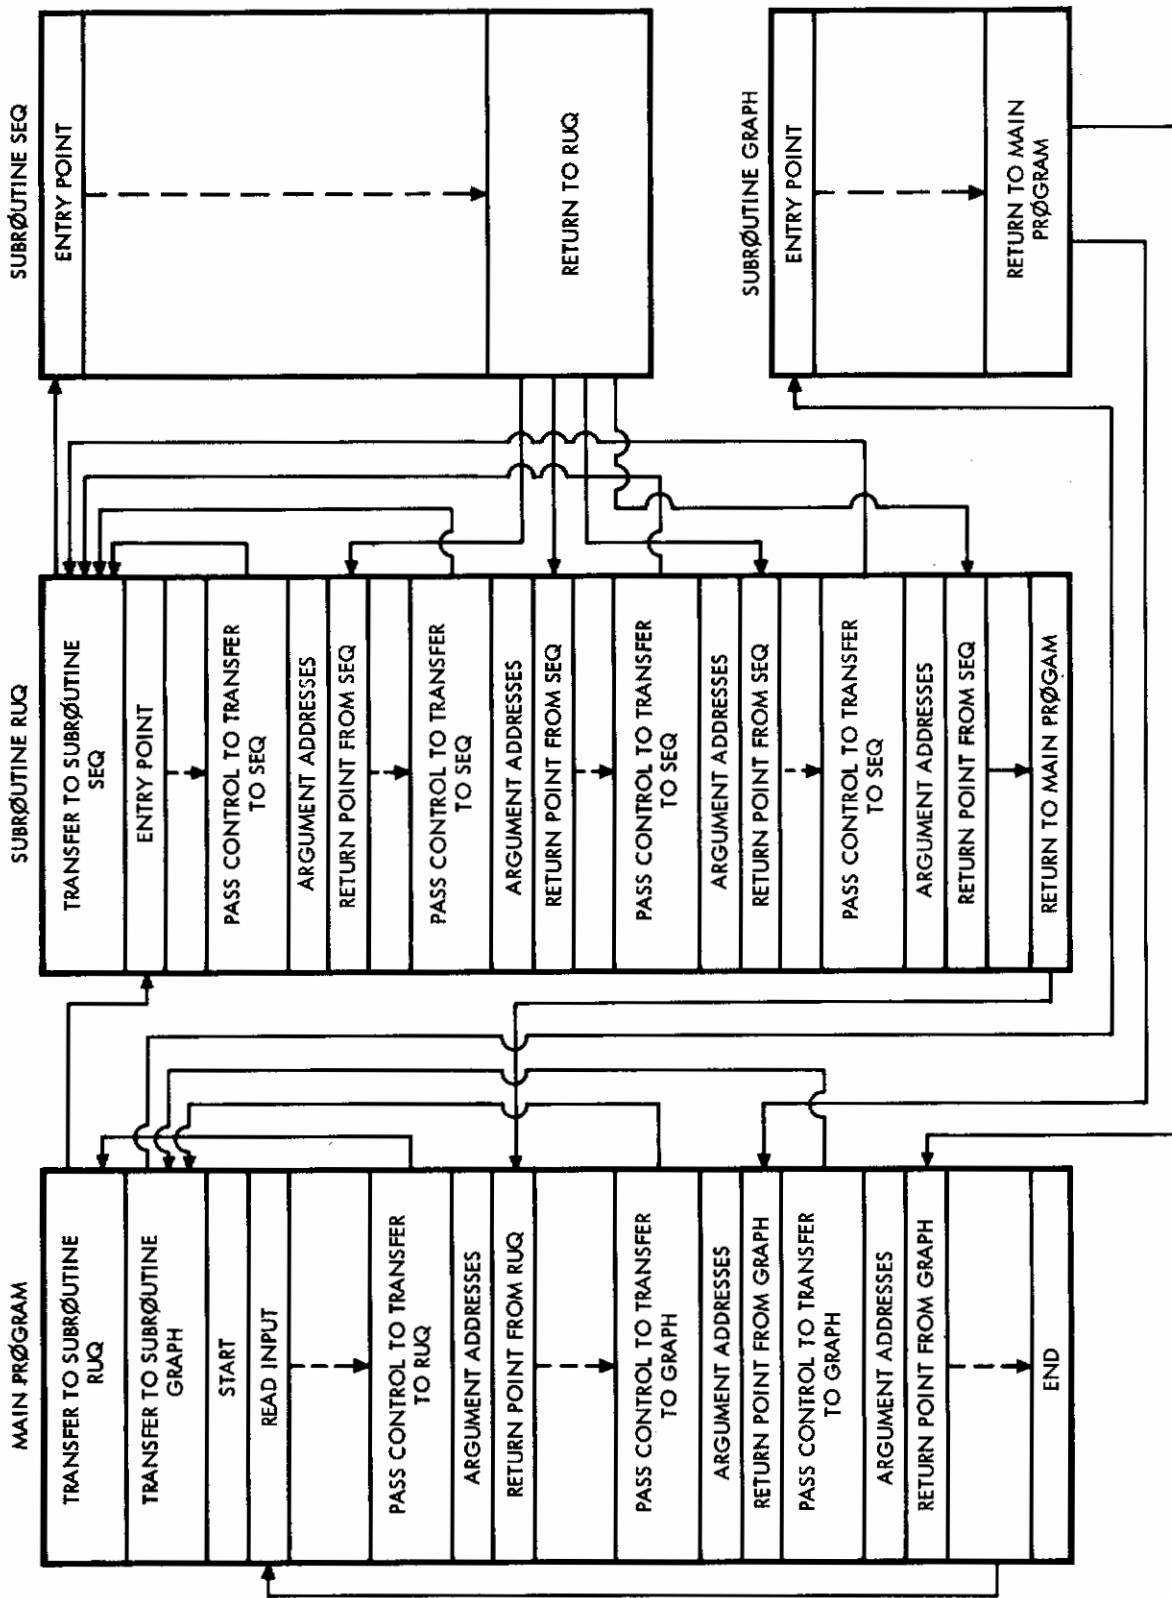 MAIN PRØGRAM
TRANSFER TO SUBRØUTINE
RUQ
TRANSFER TO SUBRØUTINE
GRAPH
START
READ INPUT
PASS CONTROL TO TRANSFER
TO RUQ
ARGUMENT ADDRESSES
RETURN POINT FROM RUQ
PASS CONTROL TO TRANSFER
TO GRAPH
ARGUMENT ADDRESSES
RETURN POINT FROM GRAPH
PASS CONTROL TO TRANSFER
TO GRAPH
ARGUMENT ADDRESSES
RETURN POINT FROM GRAPH
END
SUBRØUTINE RUQ
TRANSFER TO SUBRØUTINE
SEQ
ENTRY POINT
PASS CONTROL TO TRANSFER
TO SEQ
ARGUMENT ADDRESSES
RETURN POINT FROM SEQ
PASS CONTROL TO TRANSFER
TO SEQ
ARGUMENT ADDRESSES
RETURN POINT FROM SEQ
PASS CONTROL TO TRANSFER
TO SEQ
ARGUMENT ADDRESSES
RETURN POINT FROM SEQ
PASS CONTROL TO TRANSFER
TO SEQ
ARGUMENT ADDRESSES
RETURN POINT FROM SEQ
RETURN TO MAIN PRØGAM
SUBRØUTINE SEQ
ENTRY POINT
RETURN TO RUQ
SUBRØUTINE GRAPH
ENTRY POINT
RETURN TO MAIN
PRØGRAM